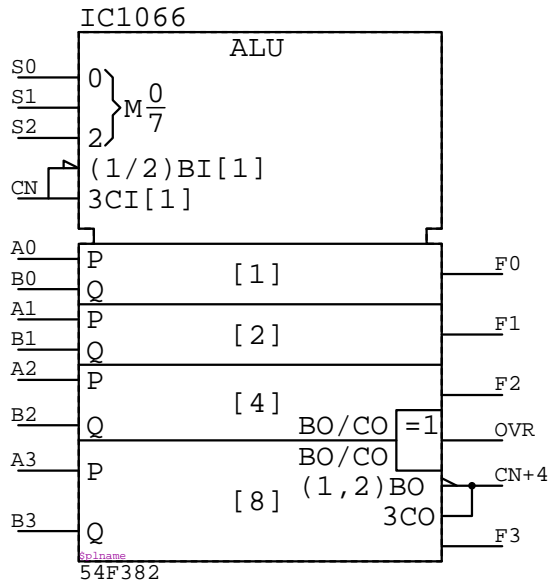 IC1066
ALU
S0
0
S1
M 0/7
S2
2
(1/2)BI[1]
CN
3CI[1]
A0
P
[1]
F0
B0
Q
A1
P
[2]
F1
B1
Q
A2
P
[4]
F2
BO/CO
=1
OVR
B2
Q
BO/CO
A3
P
(1,2)BO
CN+4
[8]
3CO
B3
Q
F3
$plname
54F382